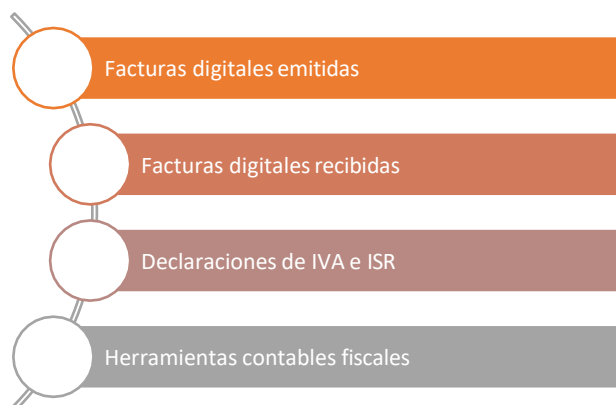 Facturas digitales emitidas
Facturas digitales recibidas
Declaraciones de IVA e ISR
Herramientas contables fiscales